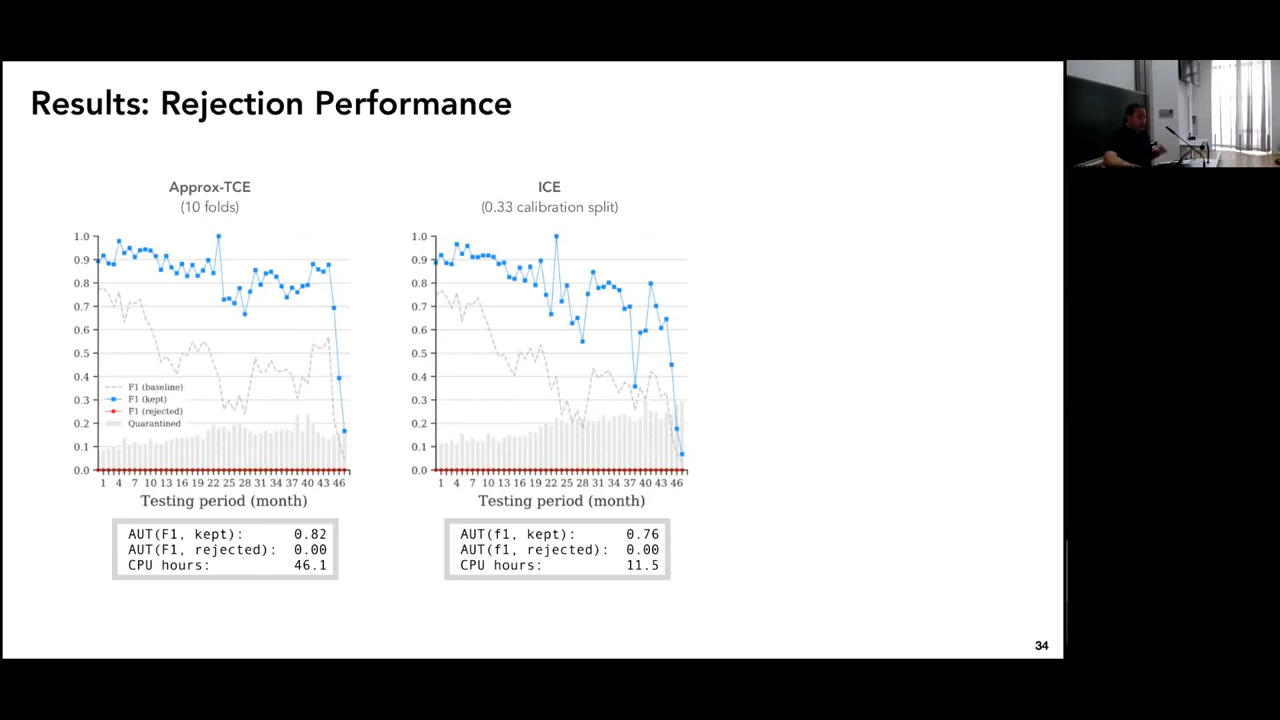 Results: Rejection Performance
Approx-TCE
(10 folds)
1.0
0.9
0.8
0.7
0.6
0.5
0.4
0.3
0.2
0.1
0.0
F1 (baseline)
F1 (kept)
F1 (rejected)
Quarantined
1 4 7 10 13 16 19 22 25 28 31 34 37 40 43 46
Testing period (month)
AUT(F1, kept): 0.82
AUT(F1, rejected): 0.00
CPU hours: 46.1
ICE
(0.33 calibration split)
1.0
0.9
0.8
0.7
0.6
0.5
0.4
0.3
0.2
0.1
0.0
1 4 7 10 13 16 19 22 25 28 31 34 37 40 43 46
Testing period (month)
AUT(f1, kept): 0.76
AUT(f1, rejected): 0.00
CPU hours: 11.5
34